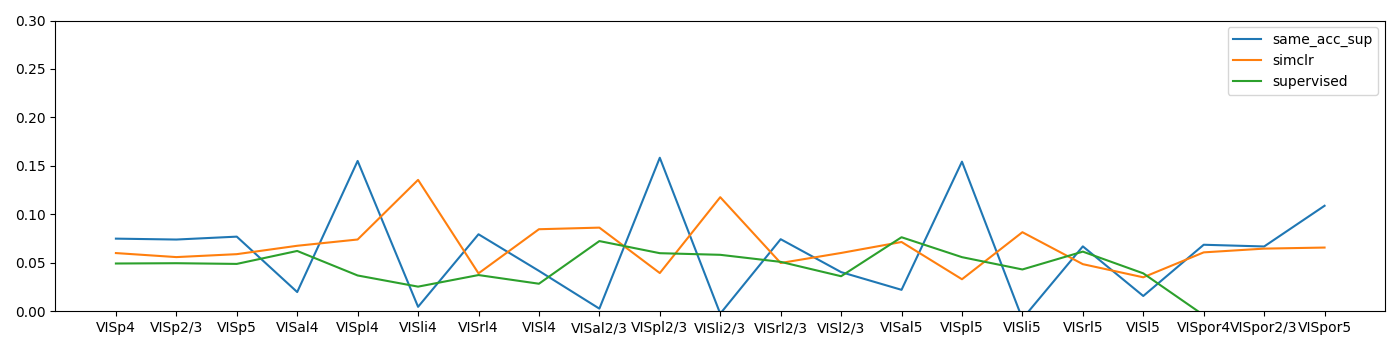 0.30
0.25
0.20
0.15
0.10
0.05
0.00
same_acc_sup
simclr
supervised
VISp4 VISp2/3 VISp5 VISal4 VISpl4 VISli4 VISrl4 VISl4 VISal2/3 VISpl2/3 VISli2/3 VISrl2/3 VISl2/3 VISal5 VISpl5 VISli5 VISrl5 VISl5 VISpor4 VISpor2/3 VISpor5